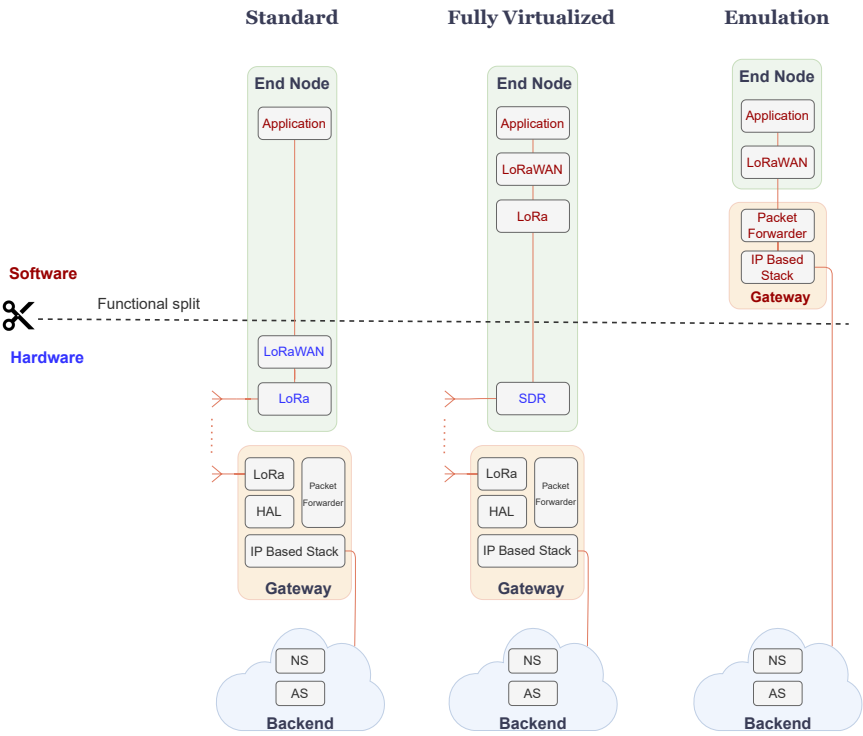 Standard
Fully Virtualized
Emulation
End Node
Application
LoRaWAN
LoRa
End Node
Application
LoRaWAN
LoRa
SDR
End Node
Application
LoRaWAN
Packet
Forwarder
IP Based
Stack
Gateway
Software
Functional split
Hardware
LoRa
Packet
Forwarder
HAL
IP Based Stack
Gateway
LoRa
Packet
Forwarder
HAL
IP Based Stack
Gateway
NS
AS
Backend
NS
AS
Backend
NS
AS
Backend